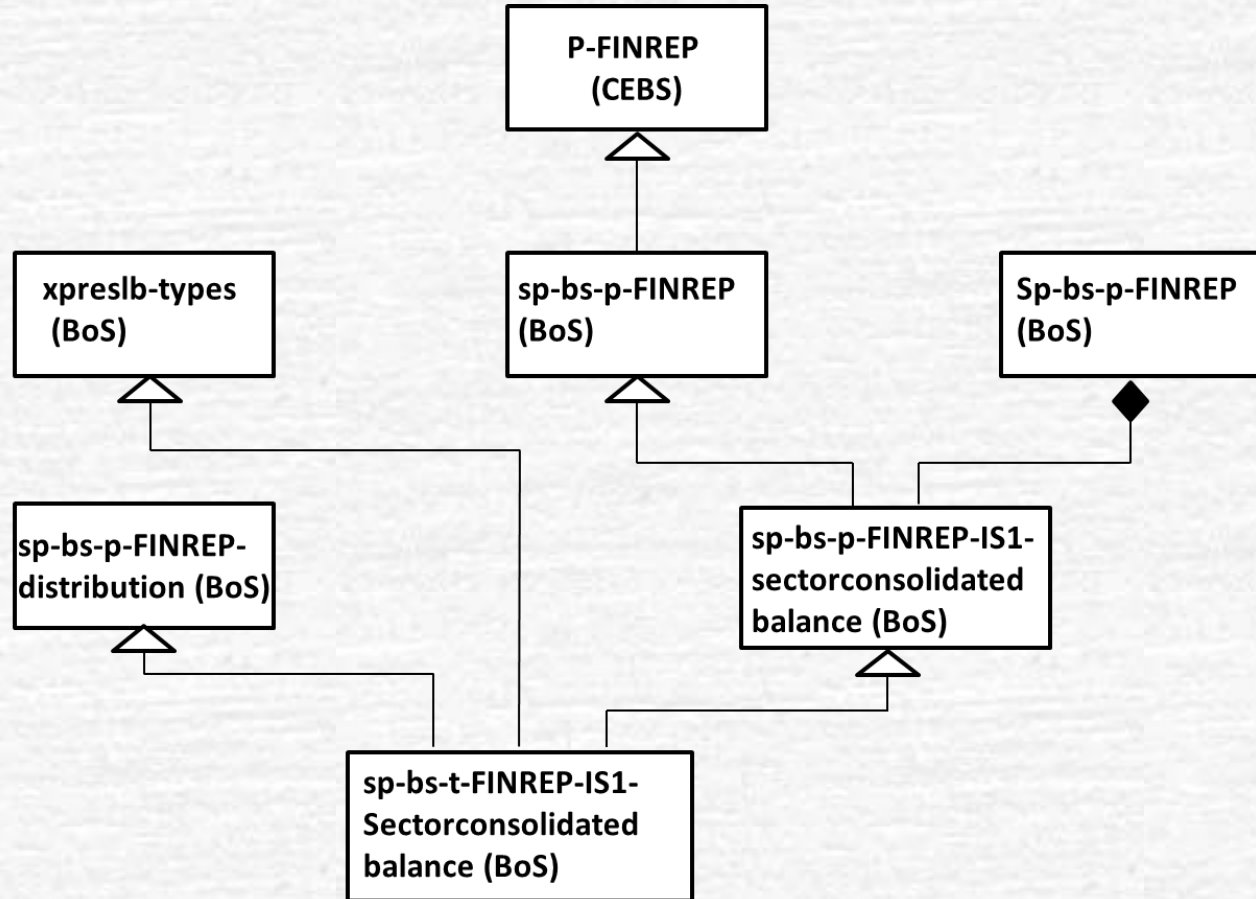 P-FINREP
(CEBS)
xpreslb-types
(BoS)
sp-bs-p-FINREP
(BoS)
Sp-bs-p-FINREP
(BoS)
sp-bs-p-FINREP-
distribution (BoS)
sp-bs-p-FINREP-IS1-
sectorconsolidated
balance (BoS)
sp-bs-t-FINREP-IS1-
Sectorconsolidated
balance (BoS)